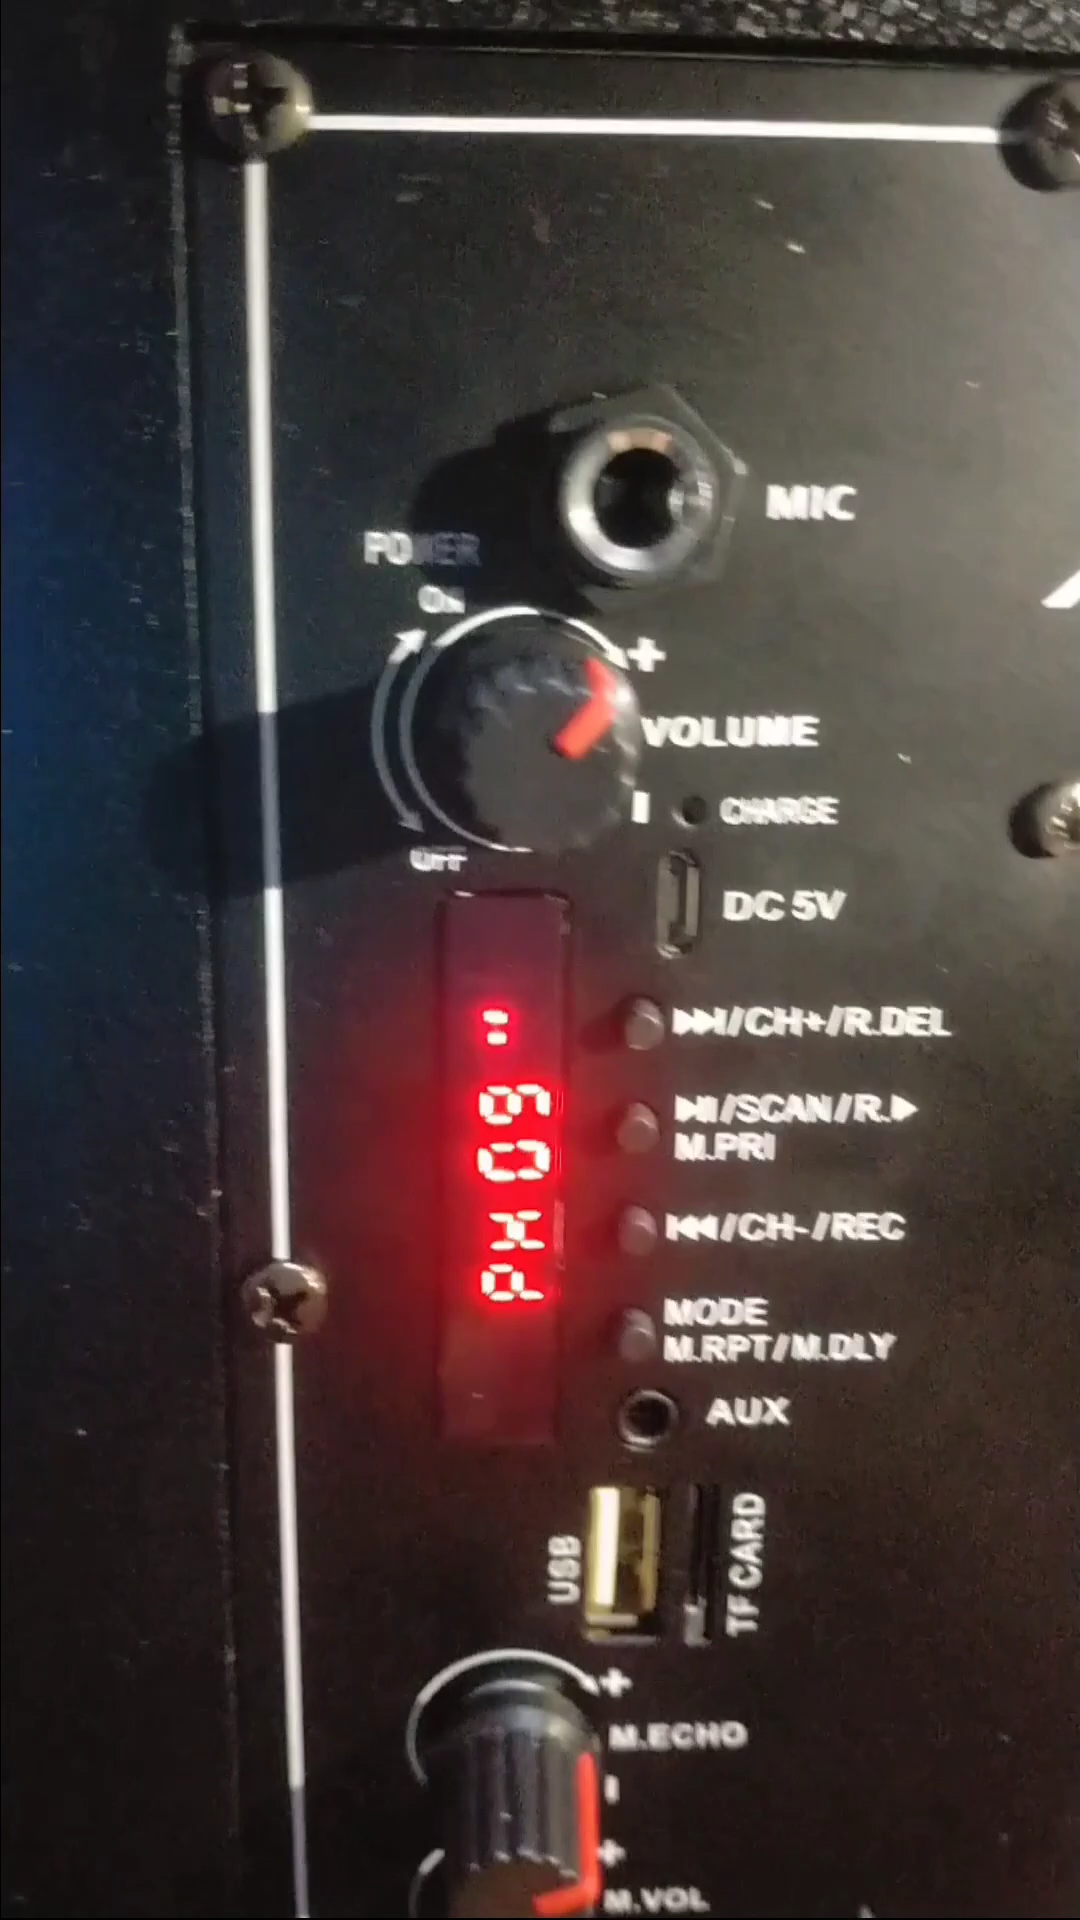 MIC
POWER
ON
+
VOLUME
CHARGE
OFF
DC 5V
⏭/CH+/R.DEL
⏯/SCAN/R.▶
M.PRI
⏮/CH-/REC
MODE
M.RPT/M.DLY
AUX
USB
TF CARD
+
M.ECHO
+
M.VOL